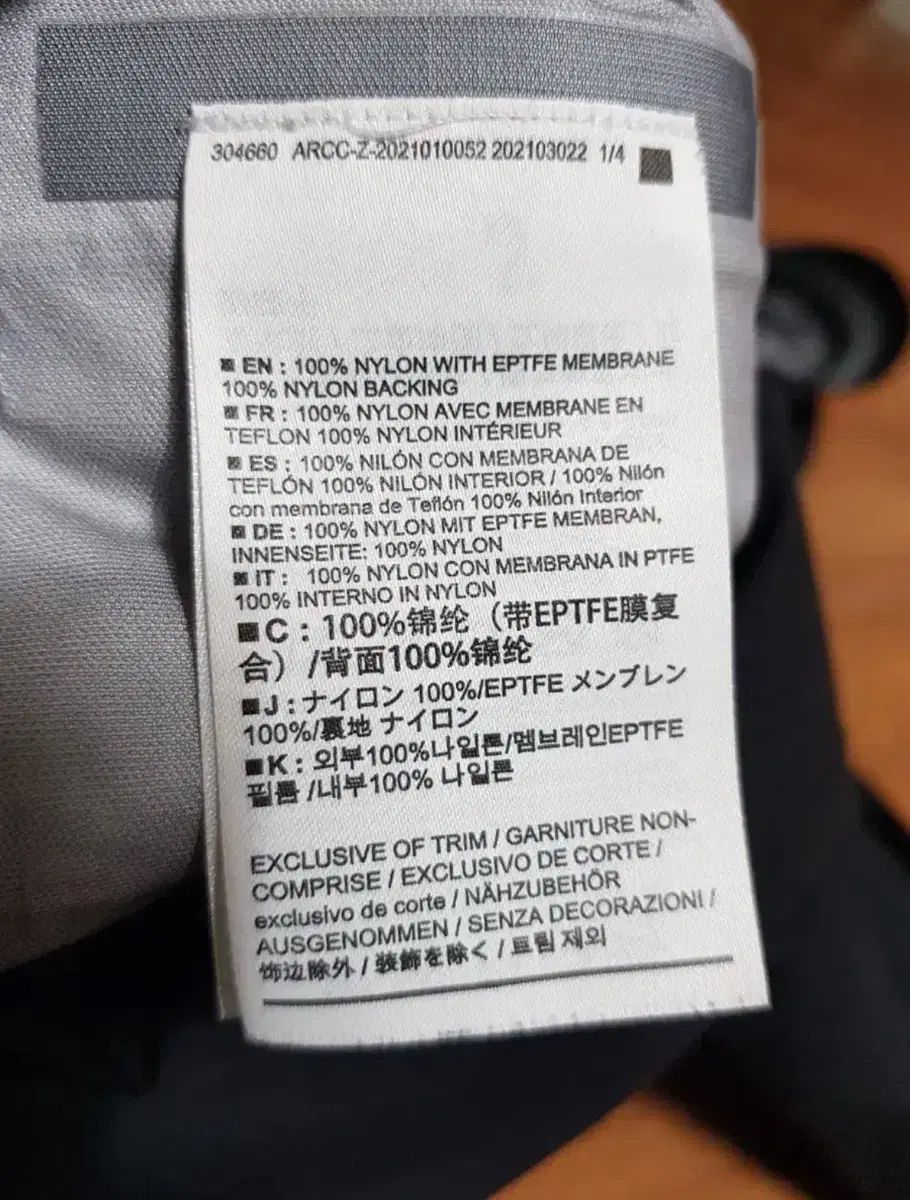 304660 ARCC-Z-2021010052 202103022 1/4
EN : 100% NYLON WITH EPTFE MEMBRANE
100% NYLON BACKING
FR : 100% NYLON AVEC MEMBRANE EN
TEFLON 100% NYLON INTÉRIEUR
ES : 100% NILÓN CON MEMBRANA DE
TEFLÓN 100% NILÓN INTERIOR / 100% Nilón
con membrana de Teflón 100% Nilón Interior
DE : 100% NYLON MIT EPTFE MEMBRAN,
INNENSEITE: 100% NYLON
IT : 100% NYLON CON MEMBRANA IN PTFE
100% INTERNO IN NYLON
C : 100%锦纶（带EPTFE膜复
合）/背面100%锦纶
J : ナイロン 100%/EPTFE メンブレン
100%/裏地 ナイロン
K : 외부100%나일론/멤브레인EPTFE
필름 /내부100% 나일론
EXCLUSIVE OF TRIM / GARNITURE NON-
COMPRISE / EXCLUSIVO DE CORTE /
exclusivo de corte / NÄHZUBEHÖR
AUSGENOMMEN / SENZA DECORAZIONI /
饰边除外 / 装飾を除く / 트림 제외